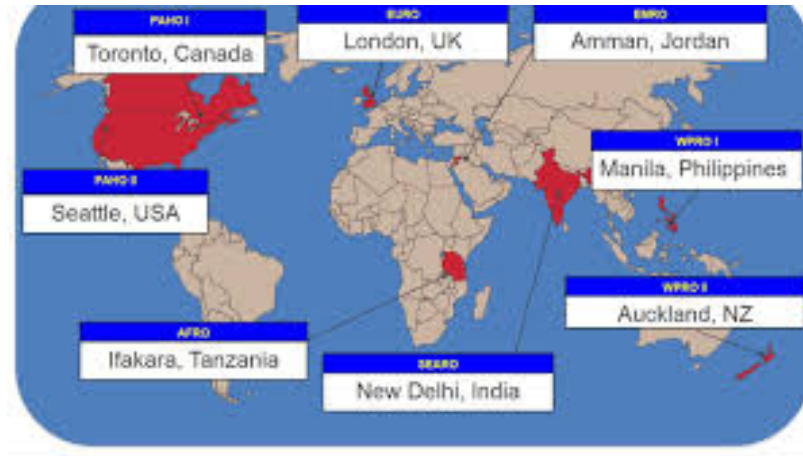 PAHO I
Toronto, Canada
EURO
London, UK
EMRO
Amman, Jordan
WPRO I
Manila, Philippines
PAHO II
Seattle, USA
WPRO II
Auckland, NZ
AFRO
Ifakara, Tanzania
SEARO
New Delhi, India